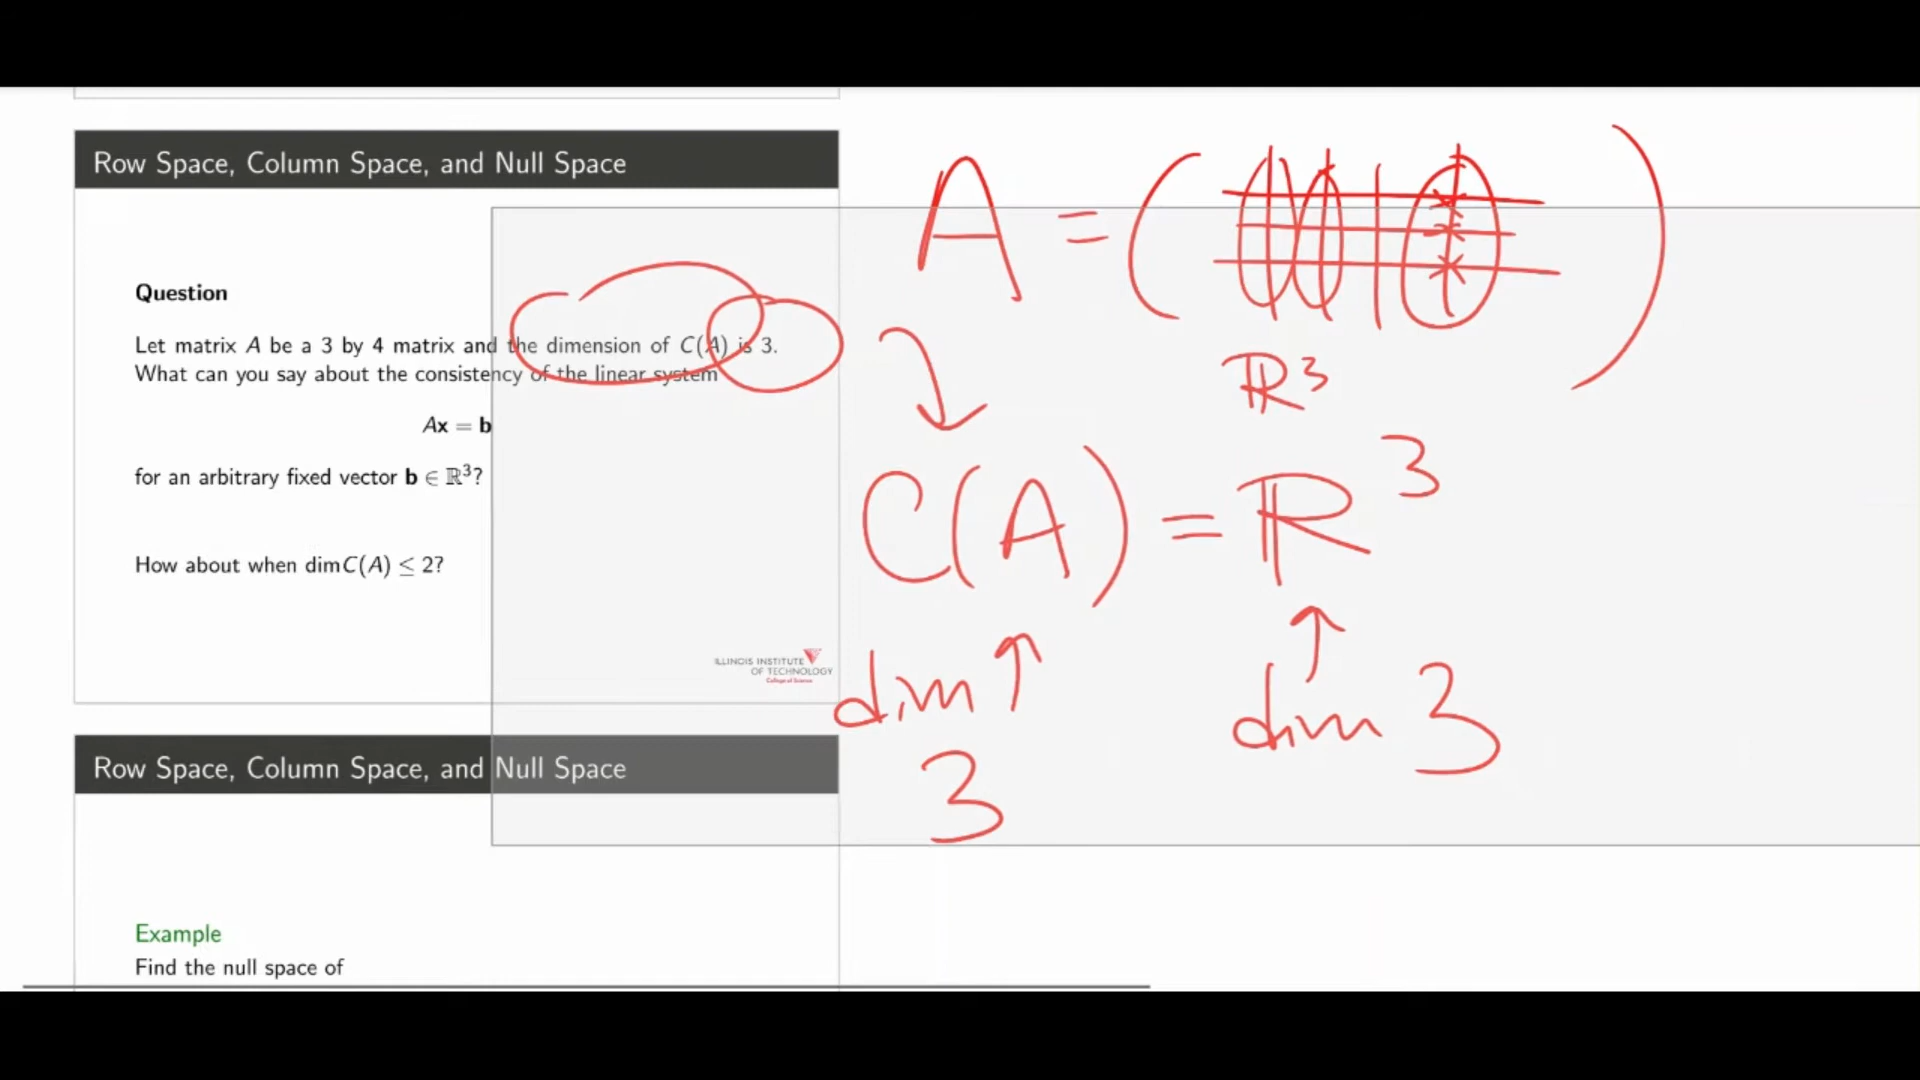 Row Space, Column Space, and Null Space
A = (
Question
Let matrix A be a 3 by 4 matrix and the dimension of C(A) is 3.
What can you say about the consistency of the linear system
ℝ³
Ax = b
for an arbitrary fixed vector b ∈ ℝ³?
C(A) = ℝ³
How about when dim C(A) ≤ 2?
ILLINOIS INSTITUTE
OF TECHNOLOGY
College of Science
dim ↑
3
↑
dim 3
Row Space, Column Space, and Null Space
Example
Find the null space of